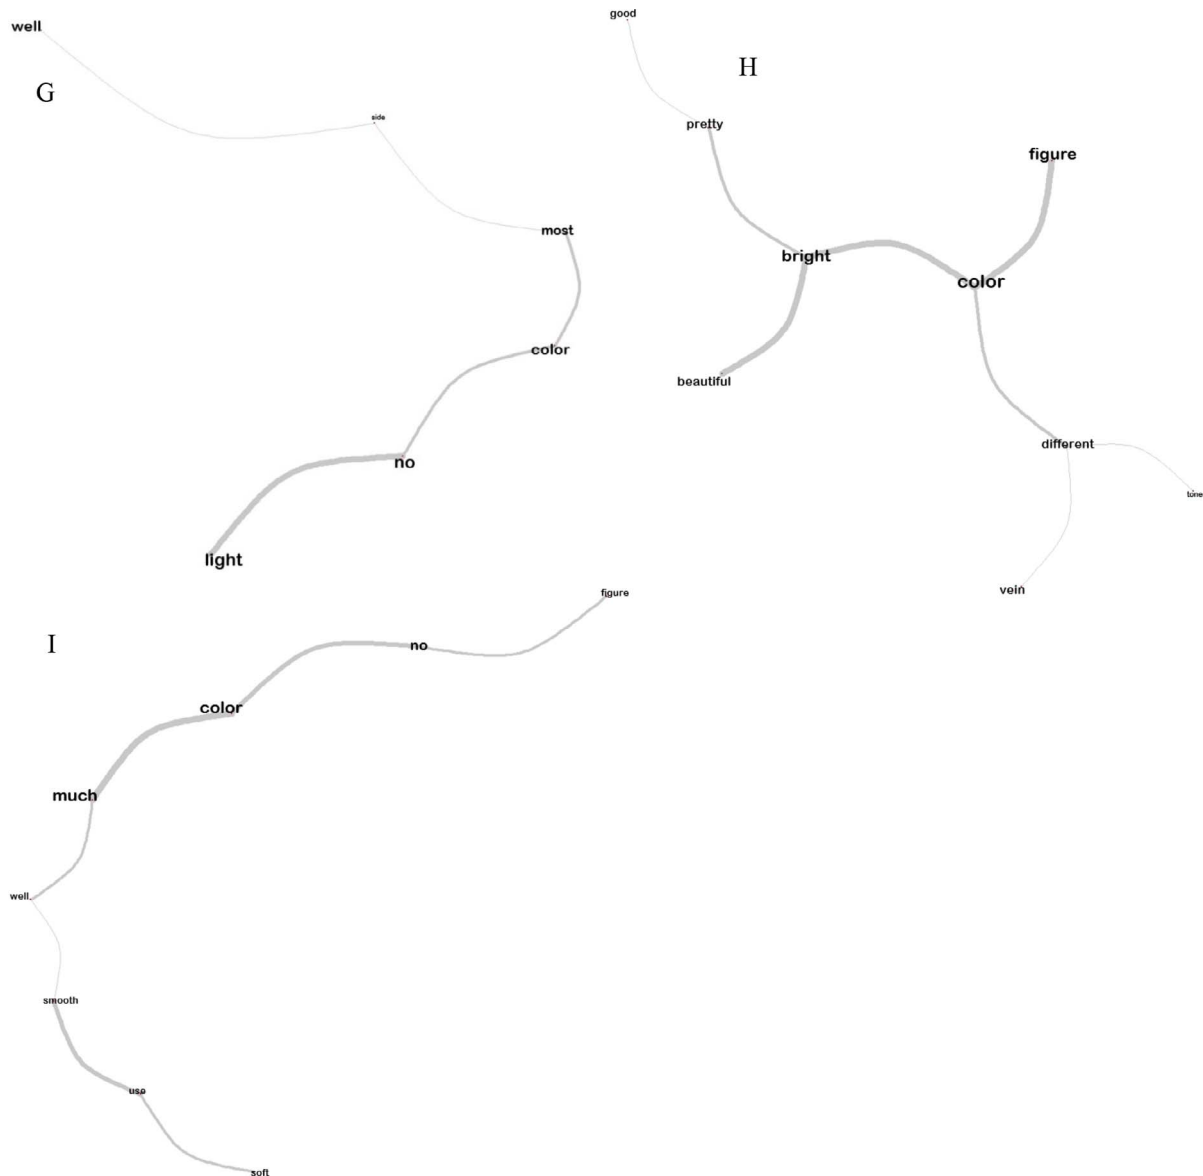 well
G
side
most
color
no
light
good
H
pretty
figure
bright
color
beautiful
different
tone
vein
I
figure
no
color
much
well
smooth
use
soft